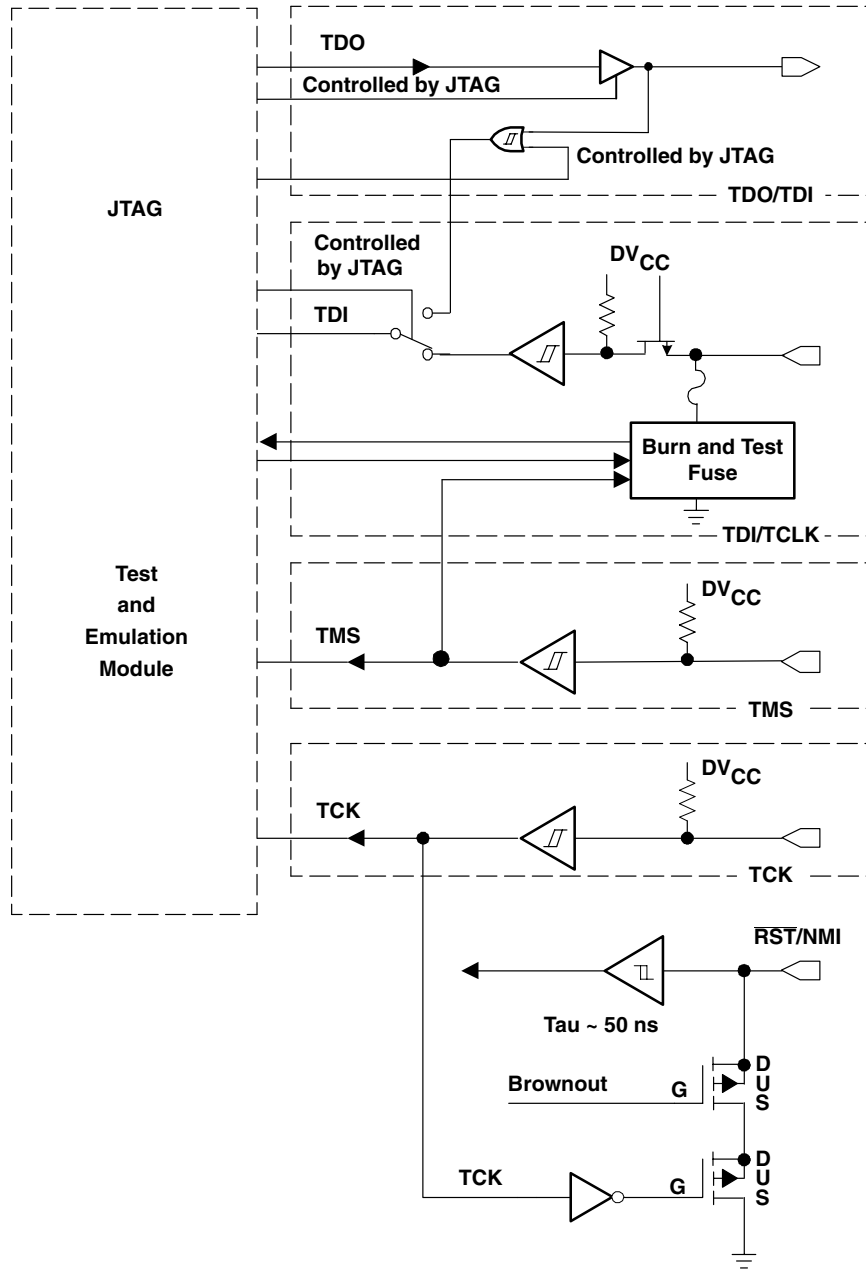 TDO
Controlled by JTAG
Controlled by JTAG
TDO/TDI
JTAG
Controlled
by JTAG
TDI
DVCC
Burn and Test
Fuse
TDI/TCLK
Test
and
Emulation
Module
TMS
DVCC
TMS
TCK
DVCC
TCK
RST/NMI
Tau ~ 50 ns
Brownout
G
D
U
S
TCK
G
D
U
S